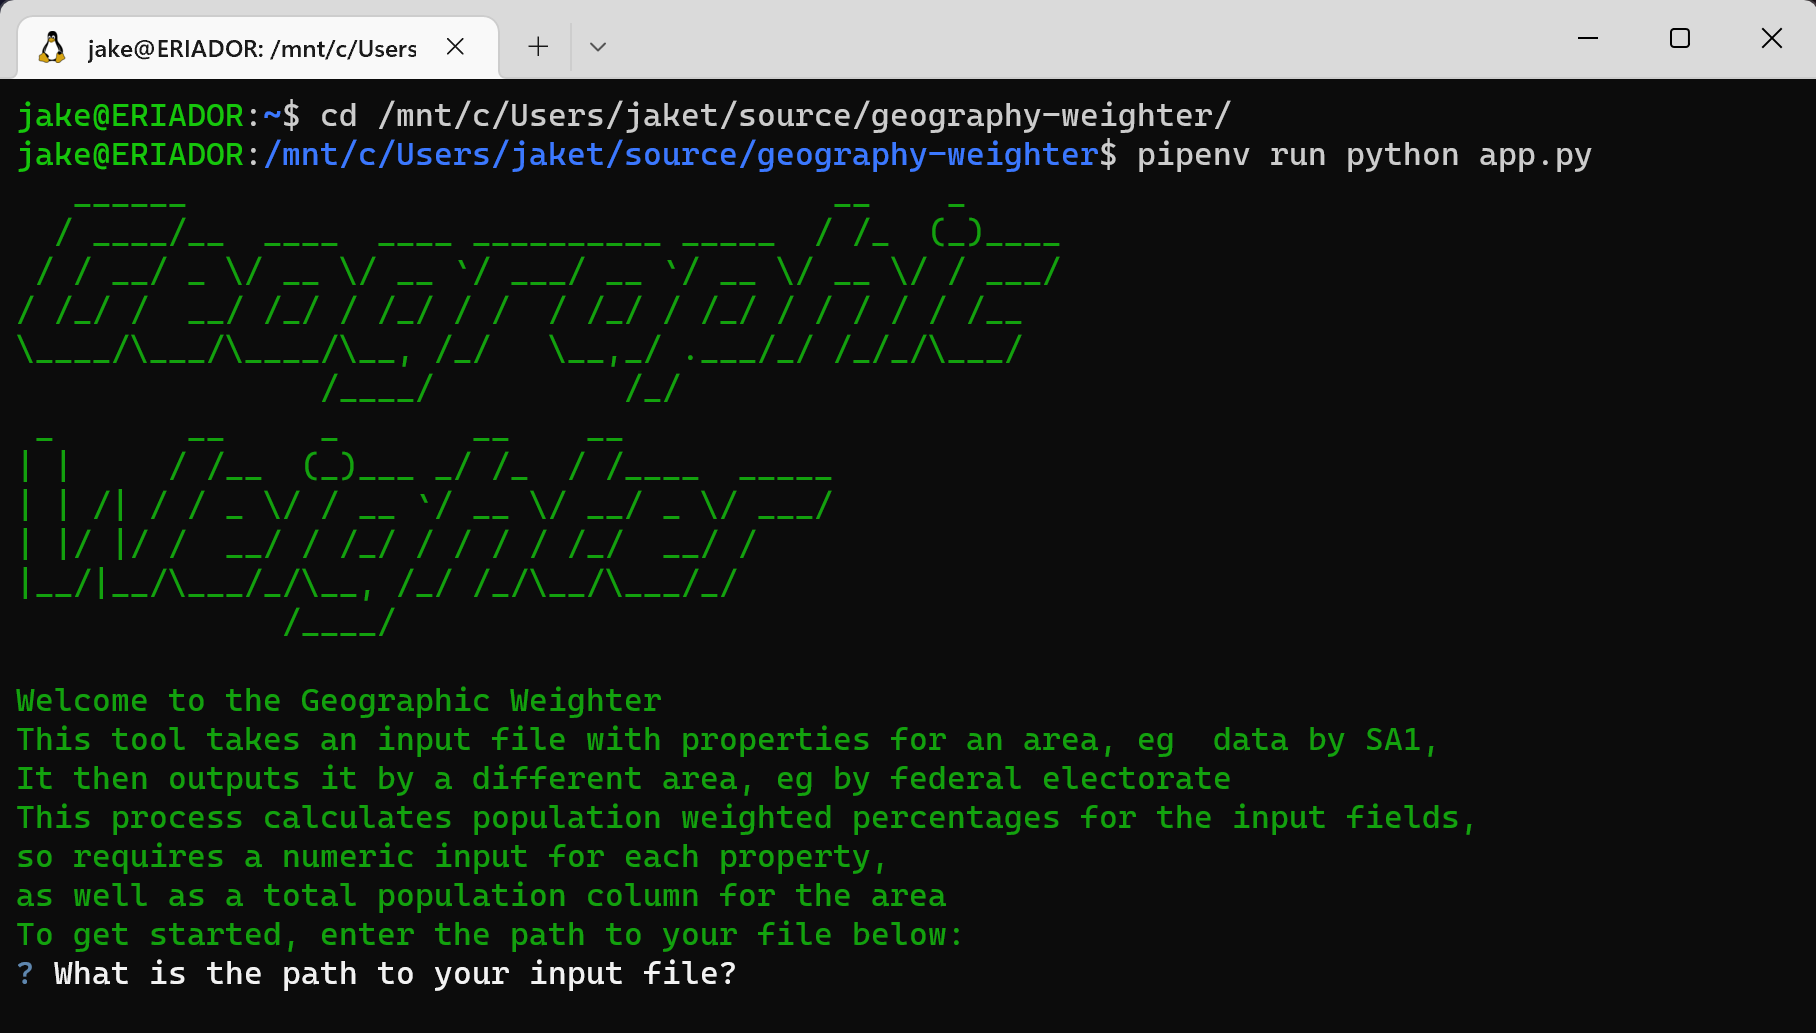 jake@ERIADOR: /mnt/c/Users
jake@ERIADOR:~$ cd /mnt/c/Users/jaket/source/geography-weighter/
jake@ERIADOR:/mnt/c/Users/jaket/source/geography-weighter$ pipenv run python app.py
Geographic
Weighter
Welcome to the Geographic Weighter
This tool takes an input file with properties for an area, eg  data by SA1,
It then outputs it by a different area, eg by federal electorate
This process calculates population weighted percentages for the input fields,
so requires a numeric input for each property,
as well as a total population column for the area
To get started, enter the path to your file below:
? What is the path to your input file?